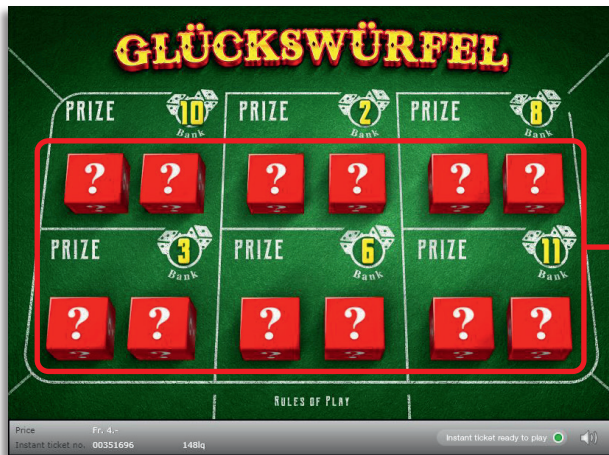 GLÜCKSWÜRFEL
PRIZE 10 Bank PRIZE 2 Bank PRIZE 8 Bank
? ? ? ? ? ?
PRIZE 3 Bank PRIZE 6 Bank PRIZE 11 Bank
? ? ? ? ? ?
RULES OF PLAY
Price Fr. 4.–
Instant ticket no. 00351696 148lq Instant ticket ready to play